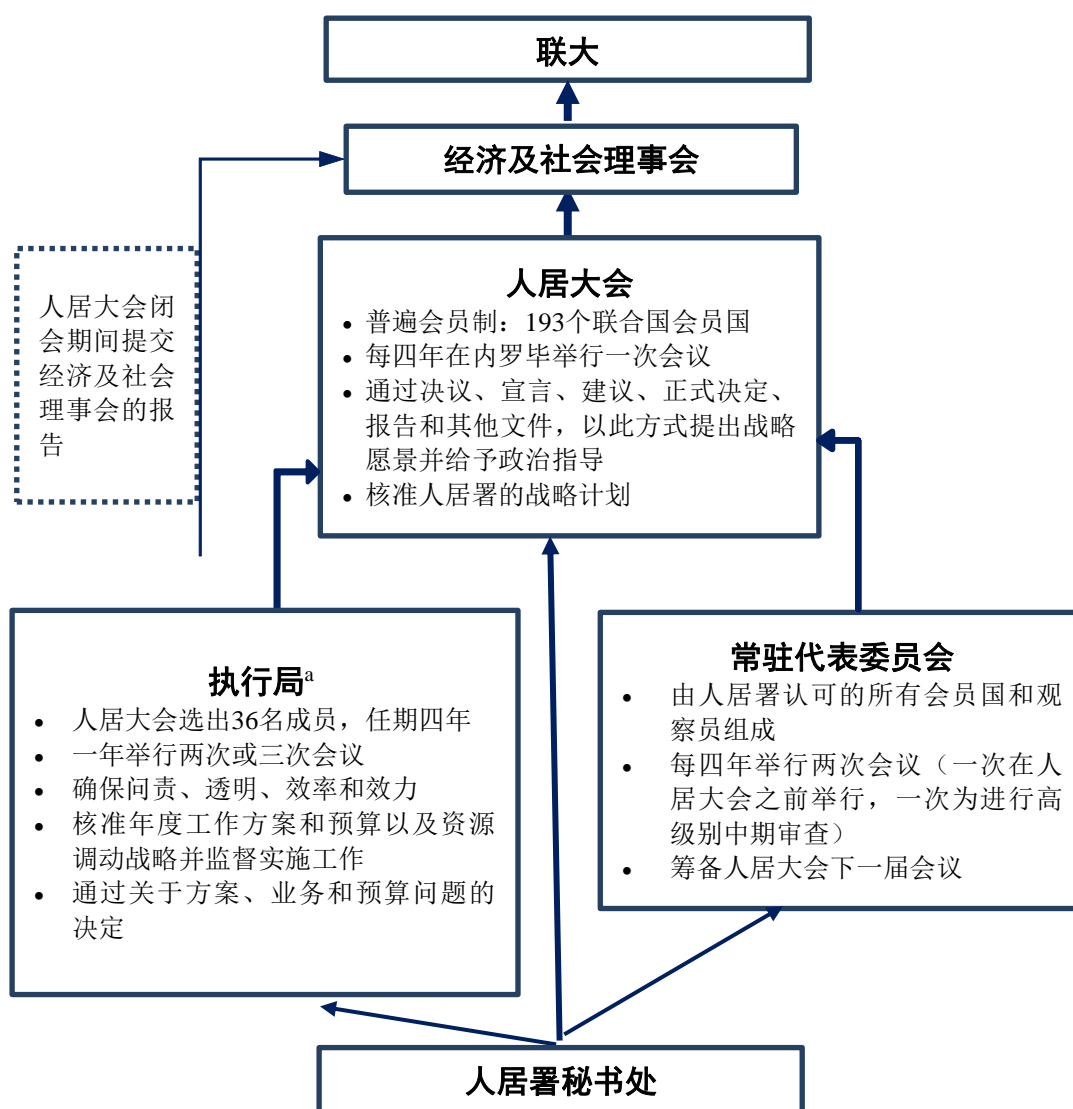 联大
经济及社会理事会
人居大会闭
会期间提交
经济及社会
理事会的报
告
人居大会
• 普遍会员制：193个联合国会员国
• 每四年在内罗毕举行一次会议
• 通过决议、宣言、建议、正式决定、
报告和其他文件，以此方式提出战略
愿景并给予政治指导
• 核准人居署的战略计划
执行局a
• 人居大会选出36名成员，任期四年
• 一年举行两次或三次会议
• 确保问责、透明、效率和效力
• 核准年度工作方案和预算以及资源
调动战略并监督实施工作
• 通过关于方案、业务和预算问题的
决定
常驻代表委员会
• 由人居署认可的所有会员国和观
察员组成
• 每四年举行两次会议（一次在人
居大会之前举行，一次为进行高
级别中期审查）
• 筹备人居大会下一届会议
人居署秘书处